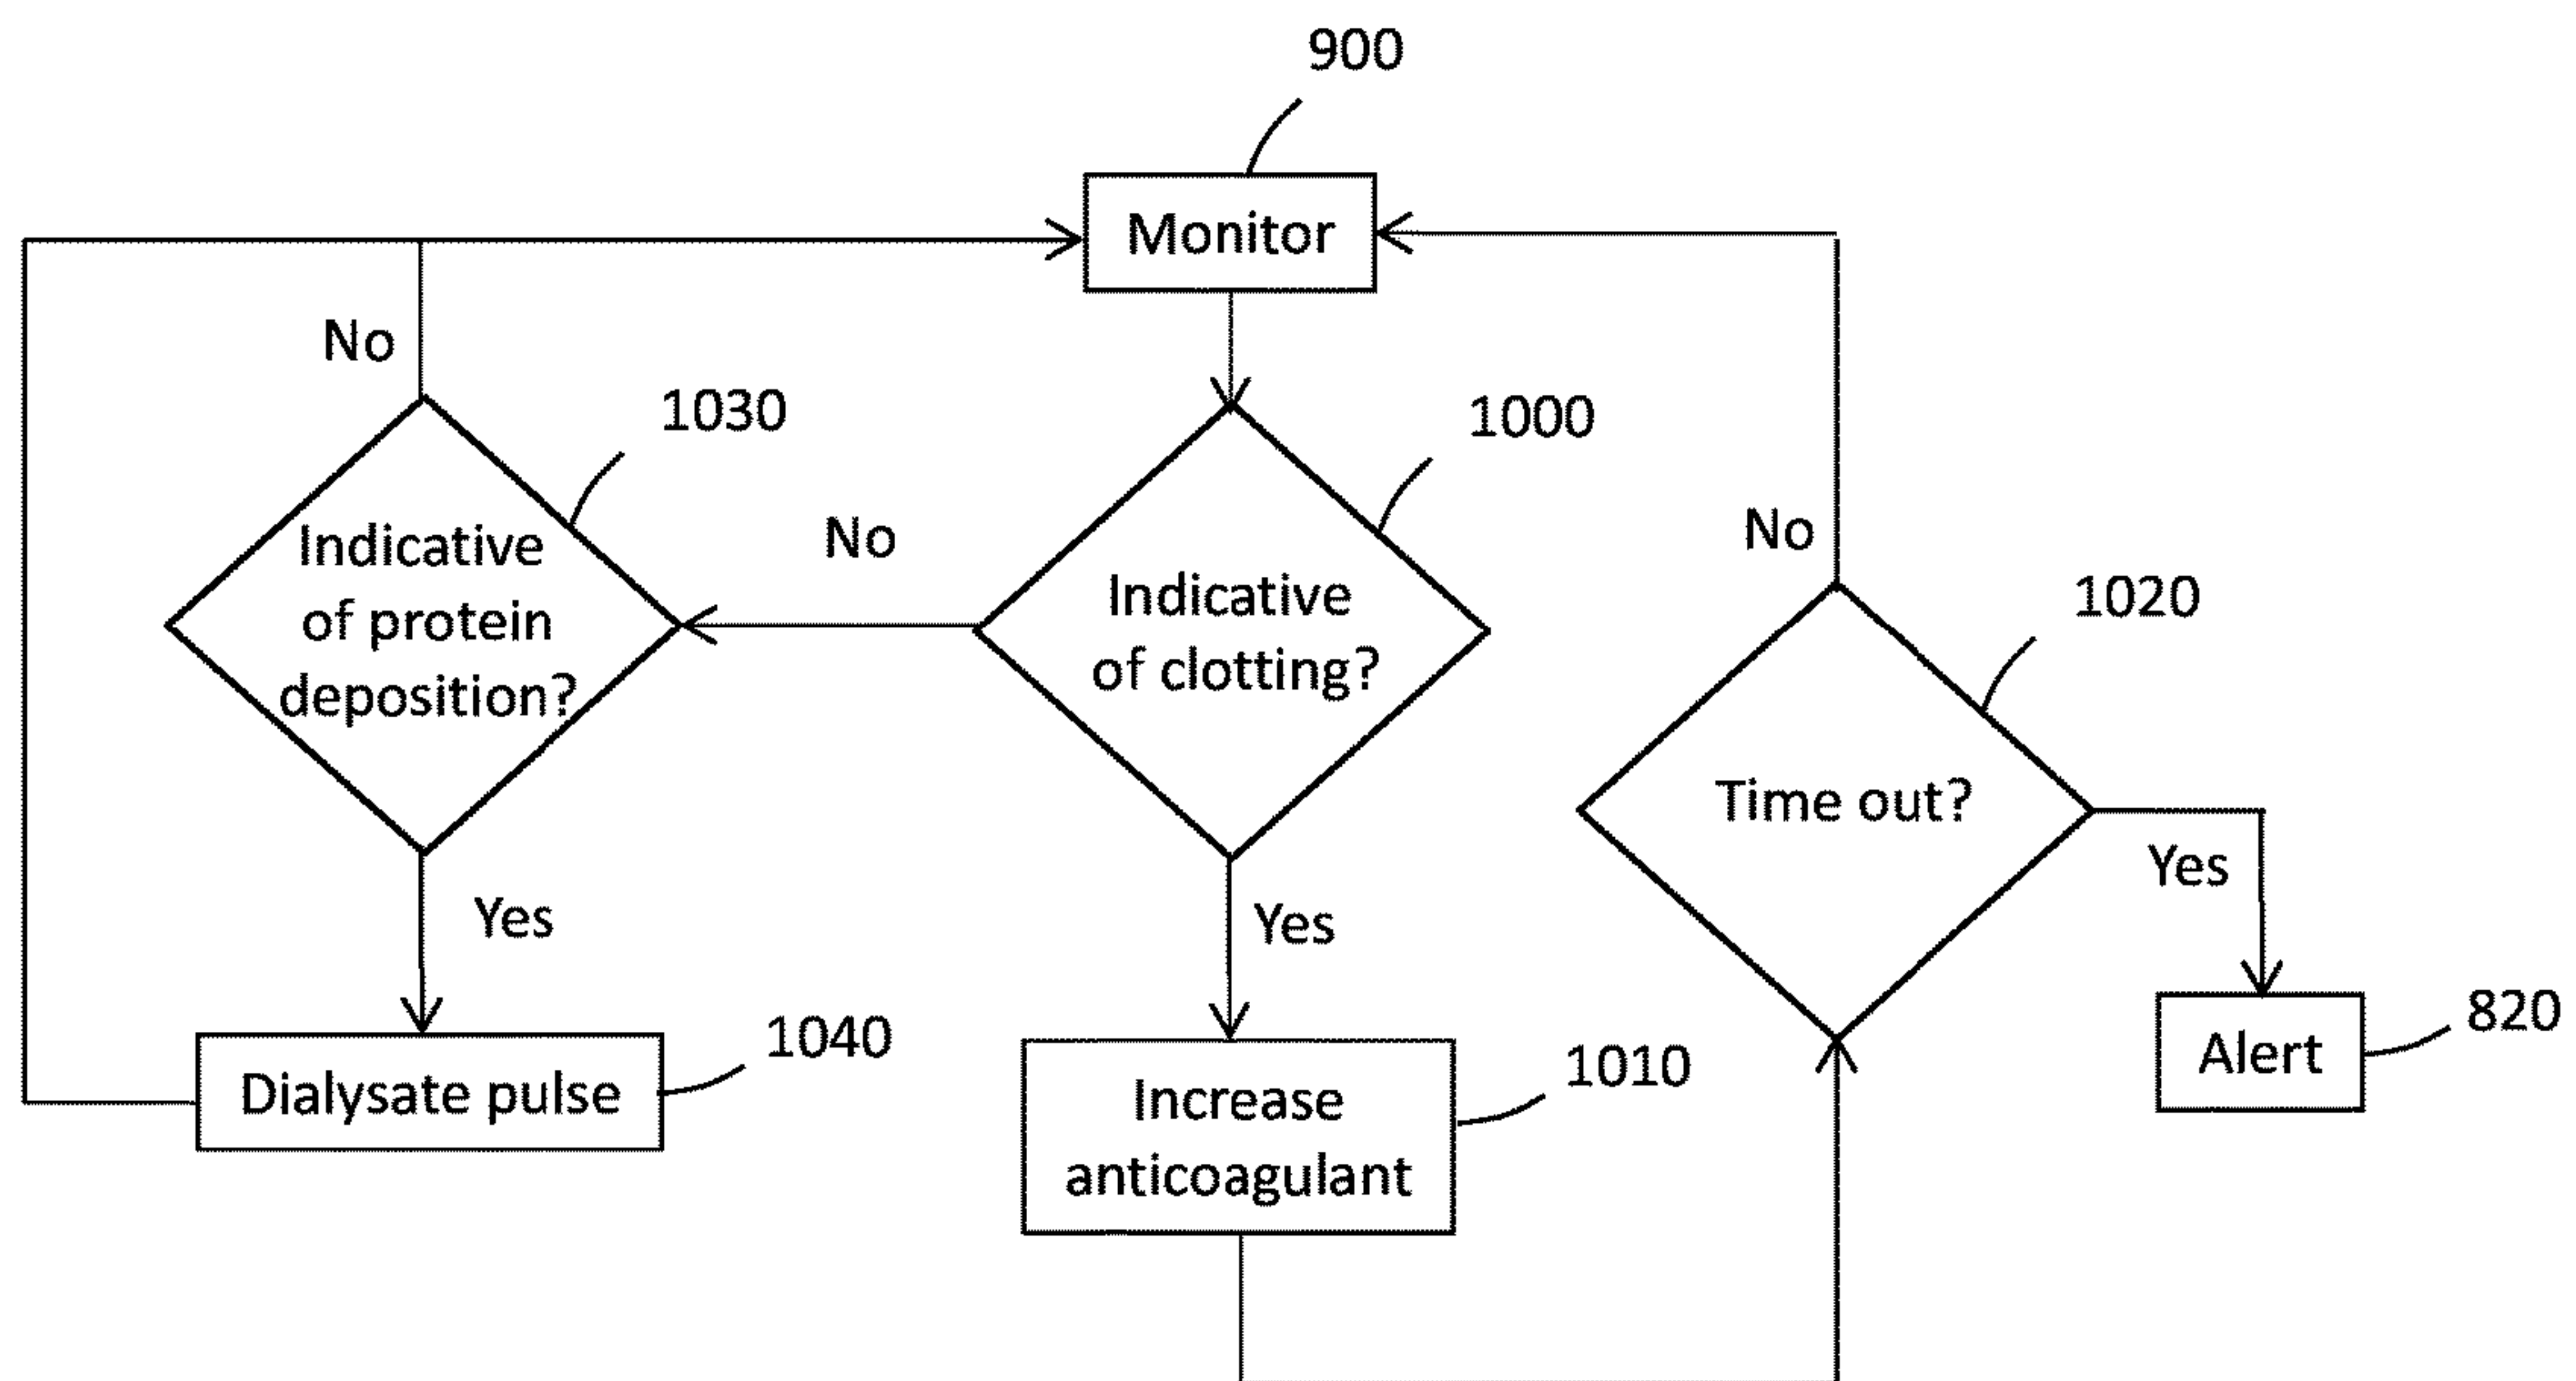 900
Monitor
No
1030
1000
Indicative
of protein
deposition?
No
Indicative
of clotting?
No
1020
Time out?
Yes
Yes
Yes
Dialysate pulse
1040
Increase
anticoagulant
1010
Alert
820